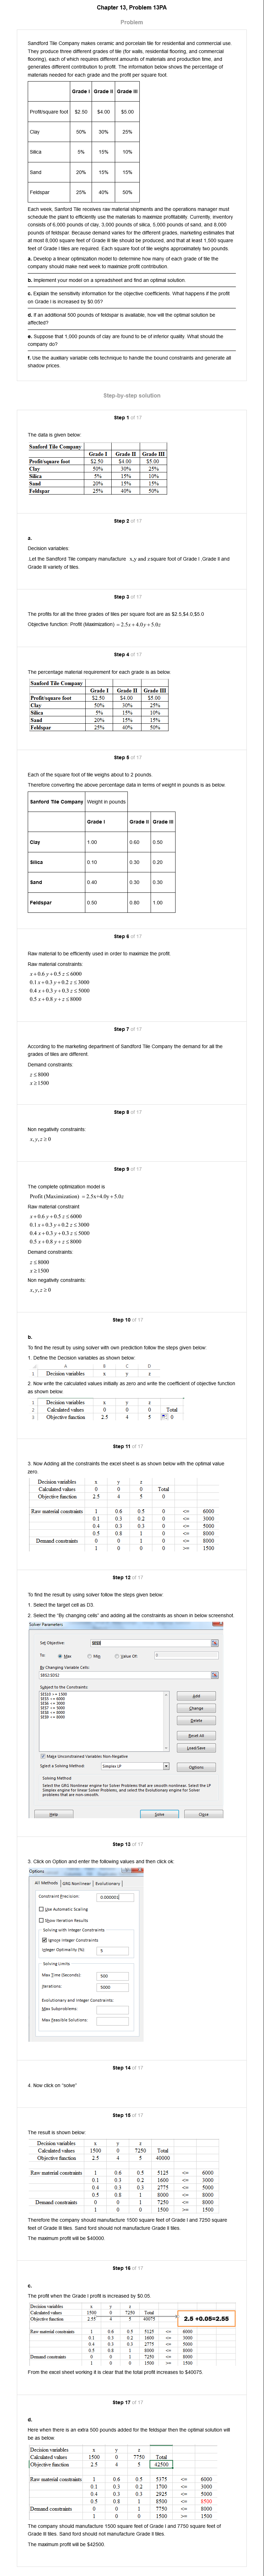 Chapter 13, Problem 13PA
Problem
Sandford Tile Company makes ceramic and porcelain tile for residential and commercial use.
They produce three different grades of tile (for walls, residential flooring, and commercial
flooring), each of which requires different amounts of materials and production time, and
generates different contribution to profit. The information below shows the percentage of
materials needed for each grade and the profit per square foot.
Grade I Grade II Grade III
Profit/square foot $2.50 $4.00 $5.00
Clay 50% 30% 25%
Silica 5% 15% 10%
Sand 20% 15% 15%
Feldspar 25% 40% 50%
Each week, Sanford Tile receives raw material shipments and the operations manager must
schedule the plant to efficiently use the materials to maximize profitability. Currently, inventory
consists of 6,000 pounds of clay, 3,000 pounds of silica, 5,000 pounds of sand, and 8,000
pounds of feldspar. Because demand varies for the different grades, marketing estimates that
at most 8,000 square feet of Grade III tile should be produced, and that at least 1,500 square
feet of Grade I tiles are required. Each square foot of tile weighs approximately two pounds.
a. Develop a linear optimization model to determine how many of each grade of tile the
company should make next week to maximize profit contribution.
b. Implement your model on a spreadsheet and find an optimal solution.
c. Explain the sensitivity information for the objective coefficients. What happens if the profit
on Grade I is increased by $0.05?
d. If an additional 500 pounds of feldspar is available, how will the optimal solution be
affected?
e. Suppose that 1,000 pounds of clay are found to be of inferior quality. What should the
company do?
f. Use the auxiliary variable cells technique to handle the bound constraints and generate all
shadow prices.
Step-by-step solution
Step 1 of 17
The data is given below:
Sanford Tile Company
Grade I Grade II Grade III
Profit/square foot $2.50 $4.00 $5.00
Clay 50% 30% 25%
Silica 5% 15% 10%
Sand 20% 15% 15%
Feldspar 25% 40% 50%
Step 2 of 17
a.
Decision variables:
Let the Sandford Tile company manufacture x,y and z square foot of Grade I ,Grade II and
Grade III variety of tiles.
Step 3 of 17
The profits for all the three grades of tiles per square foot are as $2.5,$4.0,$5.0
Objective function: Profit (Maximization) = 2.5x + 4.0y + 5.0z
Step 4 of 17
The percentage material requirement for each grade is as below.
Sanford Tile Company
Grade I Grade II Grade III
Profit/square foot $2.50 $4.00 $5.00
Clay 50% 30% 25%
Silica 5% 15% 10%
Sand 20% 15% 15%
Feldspar 25% 40% 50%
Step 5 of 17
Each of the square foot of tile weighs about to 2 pounds.
Therefore converting the above percentage data in terms of weight in pounds is as below.
Sanford Tile Company Weight in pounds
Grade I Grade II Grade III
Clay 1.00 0.60 0.50
Silica 0.10 0.30 0.20
Sand 0.40 0.30 0.30
Feldspar 0.50 0.80 1.00
Step 6 of 17
Raw material to be efficiently used in order to maximize the profit.
Raw material constraints:
x + 0.6 y + 0.5 z ≤ 6000
0.1 x + 0.3 y + 0.2 z ≤ 3000
0.4 x + 0.3 y + 0.3 z ≤ 5000
0.5 x + 0.8 y + z ≤ 8000
Step 7 of 17
According to the marketing department of Sandford Tile Company the demand for all the
grades of tiles are different.
Demand constraints:
z ≤ 8000
x ≥ 1500
Step 8 of 17
Non negativity constraints:
x, y, z ≥ 0
Step 9 of 17
The complete optimization model is
Profit (Maximization) = 2.5x+4.0y + 5.0z
Raw material constraint:
x + 0.6 y + 0.5 z ≤ 6000
0.1 x + 0.3 y + 0.2 z ≤ 3000
0.4 x + 0.3 y + 0.3 z ≤ 5000
0.5 x + 0.8 y + z ≤ 8000
Demand constraints:
z ≤ 8000
x ≥ 1500
Non negativity constraints:
x, y, z ≥ 0
Step 10 of 17
b.
To find the result by using solver with own prediction follow the steps given below:
1. Define the Decision variables as shown below:
A B C D
1 Decision variables x y z
2. Now write the calculated values initially as zero and write the coefficient of objective function
as shown below.
1 Decision variables x y z
2 Calculated values 0 0 0 Total
3 Objective function 2.5 4 5 0
Step 11 of 17
3. Now Adding all the constraints the excel sheet is as shown below with the optimal value
zero.
Decision variables x y z
Calculated values 0 0 0 Total
Objective function 2.5 4 5 0
Raw material constraints 1 0.6 0.5 0 <= 6000
0.1 0.3 0.2 0 <= 3000
0.4 0.3 0.3 0 <= 5000
0.5 0.8 1 0 <= 8000
Demand constraints 0 0 1 0 <= 8000
1 0 0 0 >= 1500
Step 12 of 17
To find the result by using solver follow the steps given below:
1. Select the target cell as D3.
2. Select the "By changing cells" and adding all the constraints as shown in below screenshot.
Solver Parameters
Set Objective: $E$3
To: Max Min Value Of: 0
By Changing Variable Cells:
$B$2:$D$2
Subject to the Constraints:
$E$10 >= 1500
$E$5 <= 6000
$E$6 <= 3000
$E$7 <= 5000
$E$8 <= 8000
$E$9 <= 8000
Add
Change
Delete
Reset All
Load/Save
Make Unconstrained Variables Non-Negative
Select a Solving Method: Simplex LP
Options
Solving Method
Select the GRG Nonlinear engine for Solver Problems that are smooth nonlinear. Select the LP
Simplex engine for linear Solver Problems, and select the Evolutionary engine for Solver
problems that are non-smooth.
Help Solve Close
Step 13 of 17
3. Click on Option and enter the following values and then click ok:
Options
All Methods GRG Nonlinear Evolutionary
Constraint Precision: 0.000001
Use Automatic Scaling
Show Iteration Results
Solving with Integer Constraints
Ignore Integer Constraints
Integer Optimality (%): 5
Solving Limits
Max Time (Seconds): 500
Iterations: 5000
Evolutionary and Integer Constraints:
Max Subproblems:
Max Feasible Solutions:
Step 14 of 17
4. Now click on "solve"
Step 15 of 17
The result is shown below:
Decision variables x y z
Calculated values 1500 0 7250 Total
Objective function 2.5 4 5 40000
Raw material constraints 1 0.6 0.5 5125 <= 6000
0.1 0.3 0.2 1600 <= 3000
0.4 0.3 0.3 2775 <= 5000
0.5 0.8 1 8000 <= 8000
Demand constraints 0 0 1 7250 <= 8000
1 0 0 1500 >= 1500
Therefore the company should manufacture 1500 square feet of Grade I and 7250 square
feet of Grade III tiles. Sand ford should not manufacture Grade II tiles.
The maximum profit will be $40000.
Step 16 of 17
c.
The profit when the Grade I profit is increased by $0.05.
Decision variables x y z
Calculated values 1500 0 7250 Total
Objective function 2.55 4 5 40075
2.5 +0.05=2.55
Raw material constraints 1 0.6 0.5 5125 <= 6000
0.1 0.3 0.2 1600 <= 3000
0.4 0.3 0.3 2775 <= 5000
0.5 0.8 1 8000 <= 8000
Demand constraints 0 0 1 7250 <= 8000
1 0 0 1500 >= 1500
From the excel sheet working it is clear that the total profit increases to $40075.
Step 17 of 17
d.
Here when there is an extra 500 pounds added for the feldspar then the optimal solution will
be as below.
Decision variables x y z
Calculated values 1500 0 7750 Total
Objective function 2.5 4 5 42500
Raw material constraints 1 0.6 0.5 5375 <= 6000
0.1 0.3 0.2 1700 <= 3000
0.4 0.3 0.3 2925 <= 5000
0.5 0.8 1 8500 <= 8500
Demand constraints 0 0 1 7750 <= 8000
1 0 0 1500 >= 1500
The company should manufacture 1500 square feet of Grade I and 7750 square feet of
Grade III tiles. Sand ford should not manufacture Grade II tiles.
The maximum profit will be $42500.